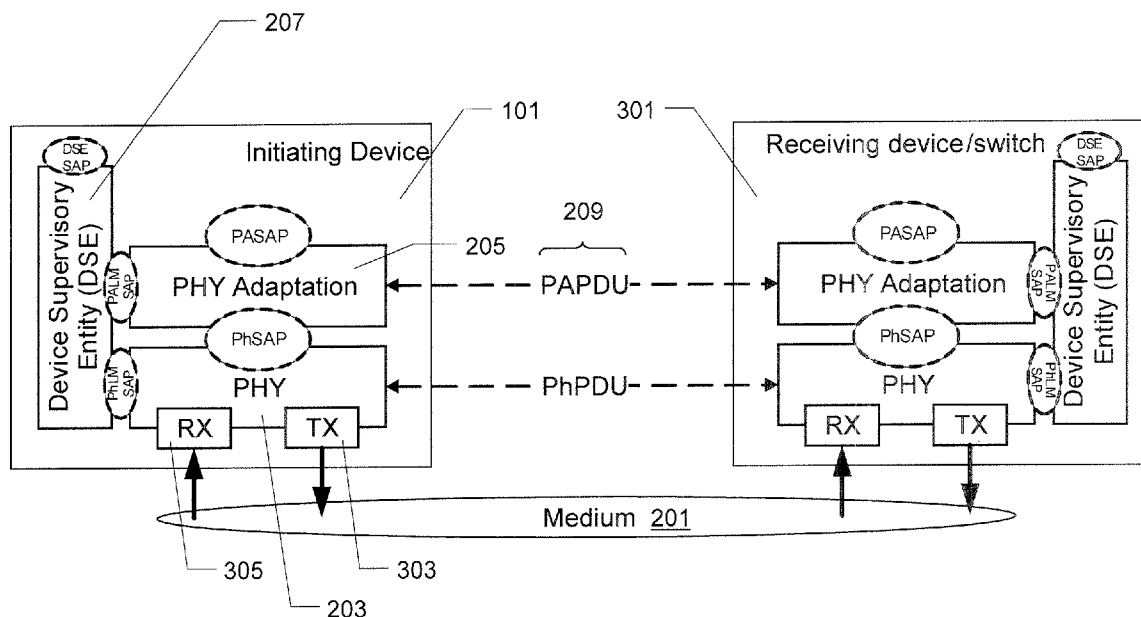 207
101
301
DSE
SAP
Initiating Device
Receiving device/switch
DSE
SAP
209
PASAP
205
PASAP
Device Supervisory
Entity (DSE)
PALM
SAP
PHY Adaptation
PAPDU
PHY Adaptation
PALM
SAP
Device Supervisory
Entity (DSE)
PhSAP
PhSAP
PhLM
SAP
PHY
PhPDU
PHY
PhLM
SAP
RX
TX
RX
TX
Medium 201
305
303
203